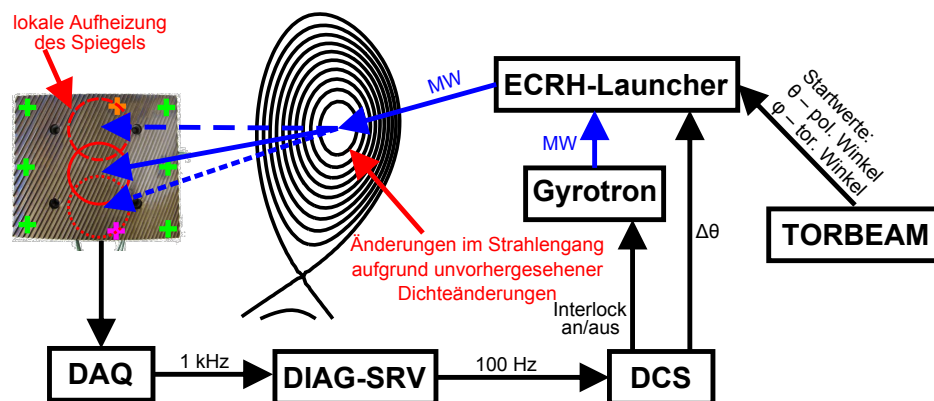 lokale Aufheizung
des Spiegels
MW
ECRH-Launcher
Startwerte:
θ – pol. Winkel
φ – tor. Winkel
MW
Gyrotron
Δθ
TORBEAM
Änderungen im Strahlengang
aufgrund unvorhergesehener
Dichteänderungen
Interlock
an/aus
DAQ
1 kHz
DIAG-SRV
100 Hz
DCS